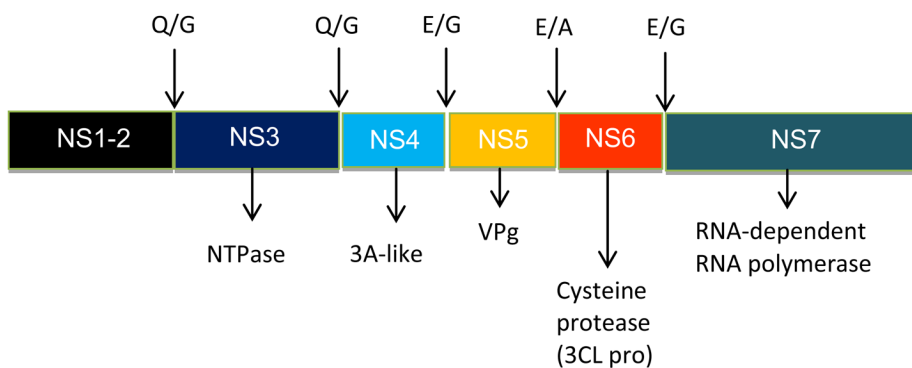 Q/G Q/G E/G E/A E/G
NS1-2 NS3 NS4 NS5 NS6 NS7
NTPase
3A-like
VPg
Cysteine
protease
(3CL pro)
RNA-dependent
RNA polymerase